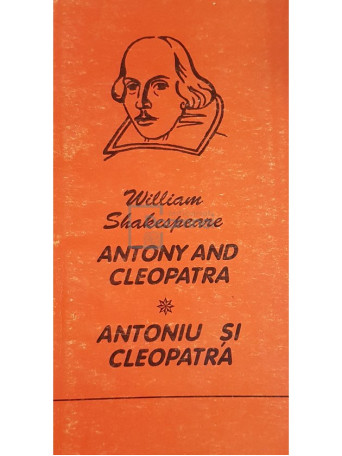 William
Shakespeare
ANTONY AND
CLEOPATRA
ANTONIU ȘI
CLEOPATRA